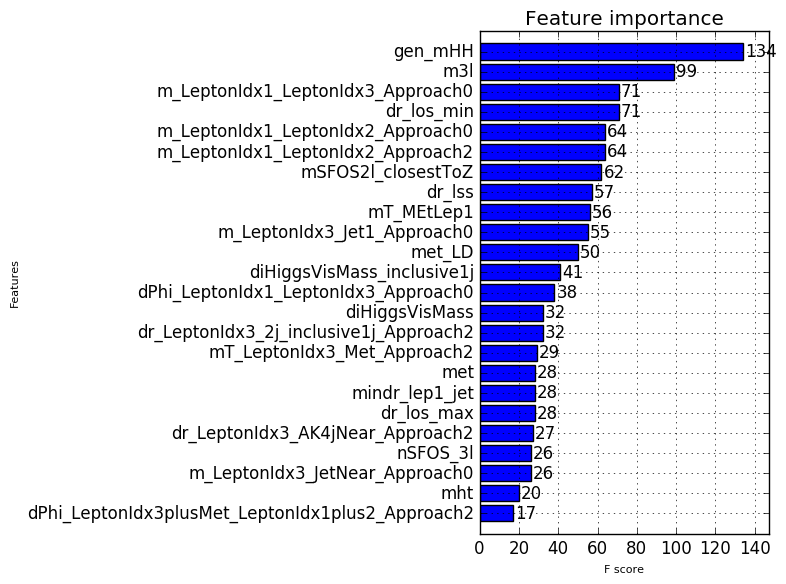 Feature importance
gen_mHH 134
m3l 99
m_LeptonIdx1_LeptonIdx3_Approach0 71
dr_los_min 71
m_LeptonIdx1_LeptonIdx2_Approach0 64
m_LeptonIdx1_LeptonIdx2_Approach2 64
mSFOS2l_closestToZ 62
dr_lss 57
mT_MEtLep1 56
m_LeptonIdx3_Jet1_Approach0 55
met_LD 50
diHiggsVisMass_inclusive1j 41
dPhi_LeptonIdx1_LeptonIdx3_Approach0 38
diHiggsVisMass 32
dr_LeptonIdx3_2j_inclusive1j_Approach2 32
mT_LeptonIdx3_Met_Approach2 29
met 28
mindr_lep1_jet 28
dr_los_max 28
dr_LeptonIdx3_AK4jNear_Approach2 27
nSFOS_3l 26
m_LeptonIdx3_JetNear_Approach0 26
mht 20
dPhi_LeptonIdx3plusMet_LeptonIdx1plus2_Approach2 17
0 20 40 60 80 100 120 140
F score
Features